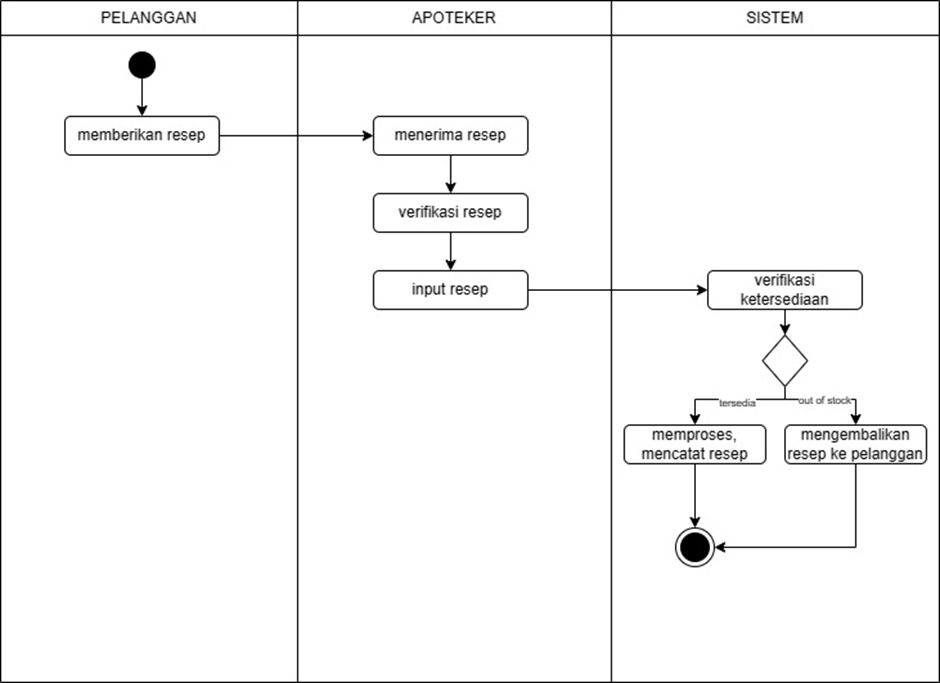 PELANGGAN
APOTEKER
SISTEM
memberikan resep
menerima resep
verifikasi resep
input resep
verifikasi
ketersediaan
tersedia
out of stock
memproses,
mencatat resep
mengembalikan
resep ke pelanggan